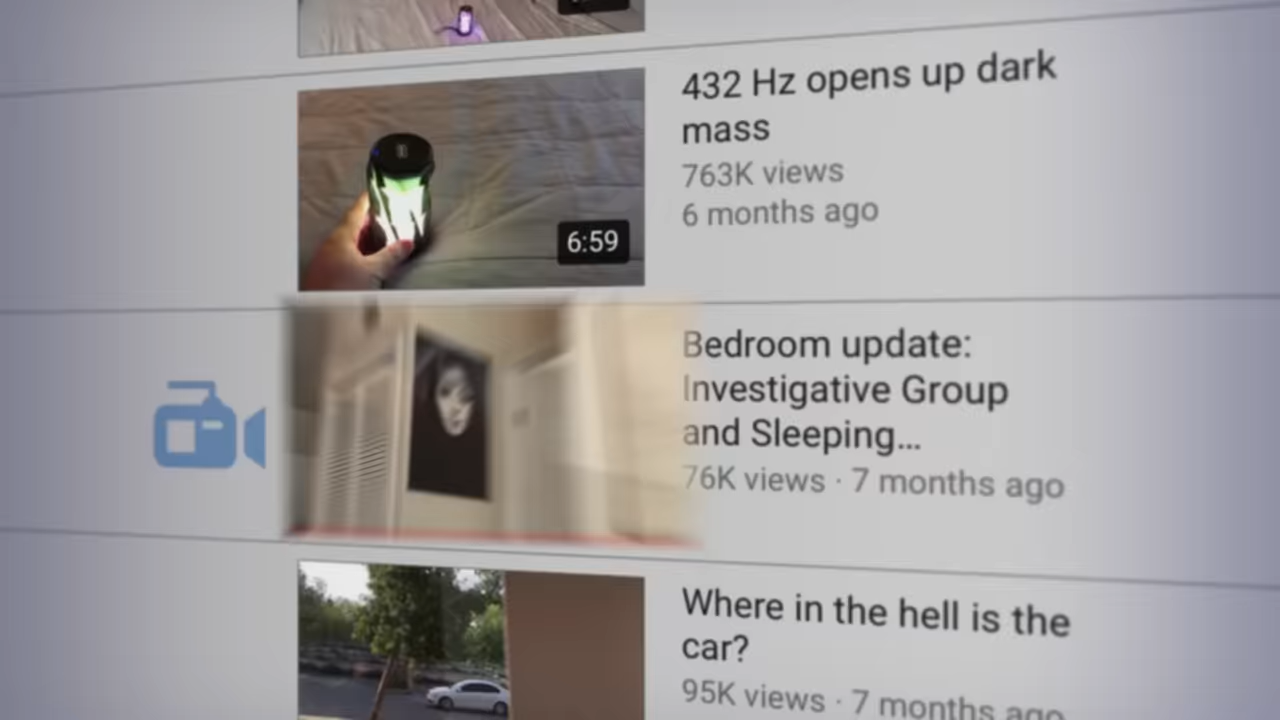 432 Hz opens up dark
mass
763K views
6 months ago
6:59
Bedroom update:
Investigative Group
and Sleeping...
76K views · 7 months ago
Where in the hell is the
car?
95K views · 7 months ago